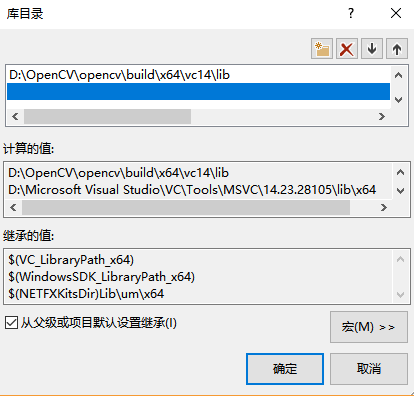 库目录
? ×
D:\OpenCV\opencv\build\x64\vc14\lib
计算的值:
D:\OpenCV\opencv\build\x64\vc14\lib
D:\Microsoft Visual Studio\VC\Tools\MSVC\14.23.28105\lib\x64
继承的值:
$(VC_LibraryPath_x64)
$(WindowsSDK_LibraryPath_x64)
$(NETFXKitsDir)Lib\um\x64
从父级或项目默认设置继承(I)
宏(M) >>
确定
取消